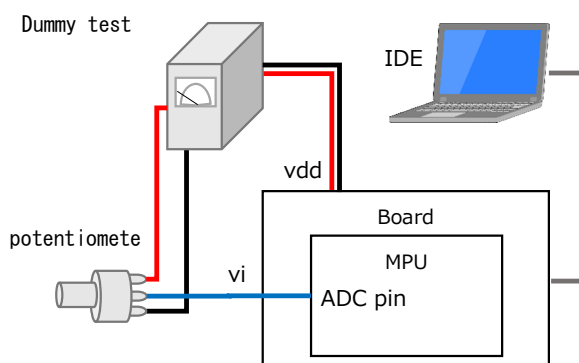 Dummy test
IDE
vdd
Board
potentiomete
MPU
vi
ADC pin